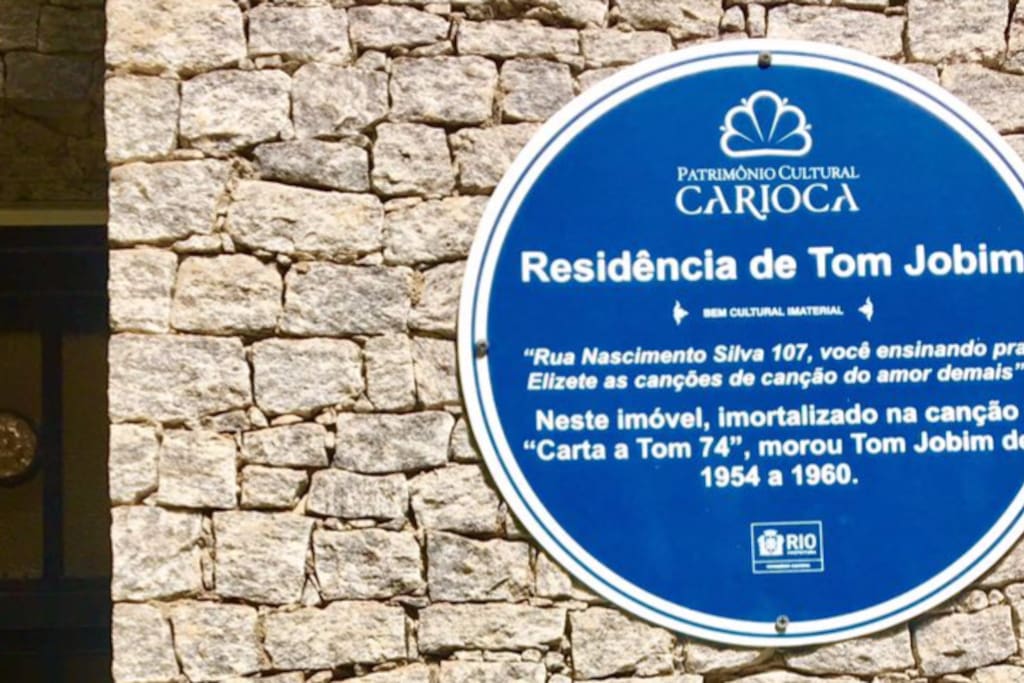 PATRIMÔNIO CULTURAL
CARIOCA
Residência de Tom Jobim
BEM CULTURAL IMATERIAL
“Rua Nascimento Silva 107, você ensinando pra
Elizete as canções de canção do amor demais”
Neste imóvel, imortalizado na canção
“Carta a Tom 74”, morou Tom Jobim de
1954 a 1960.
RIO
PREFEITURA